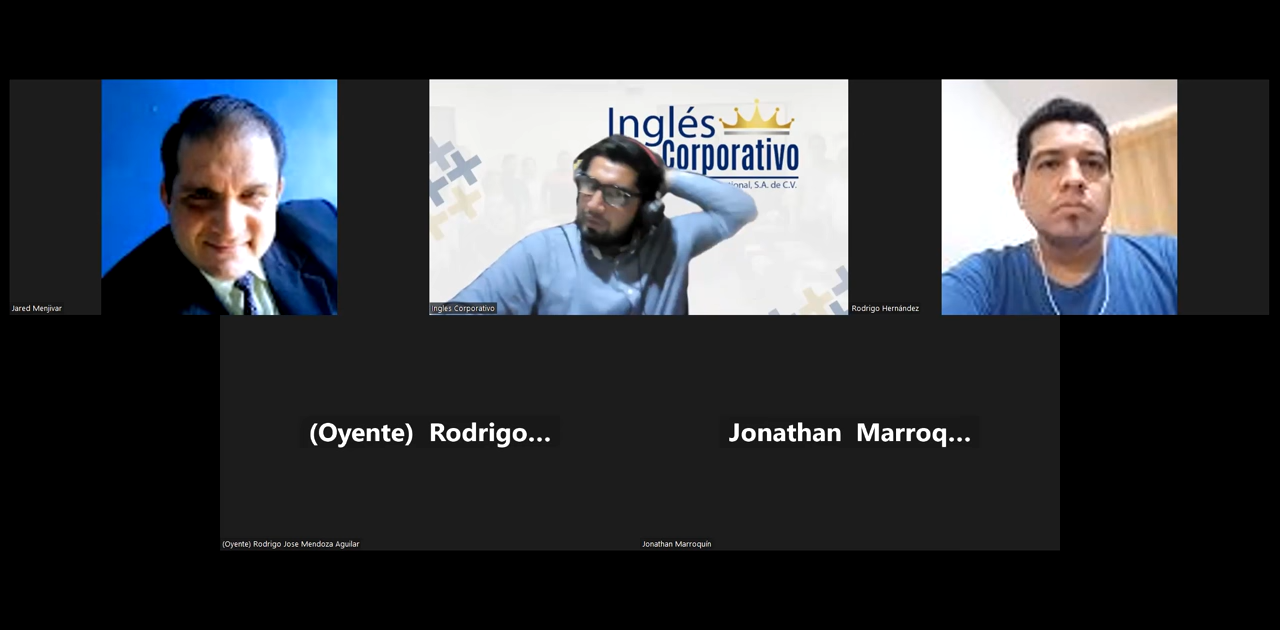 Inglés
Corporativo
ional, S.A. de C.V.
Jared Menjivar
Inglés Corporativo
Rodrigo Hernández
(Oyente) Rodrigo...
Jonathan Marroq...
(Oyente) Rodrigo Jose Mendoza Aguilar
Jonathan Marroquín